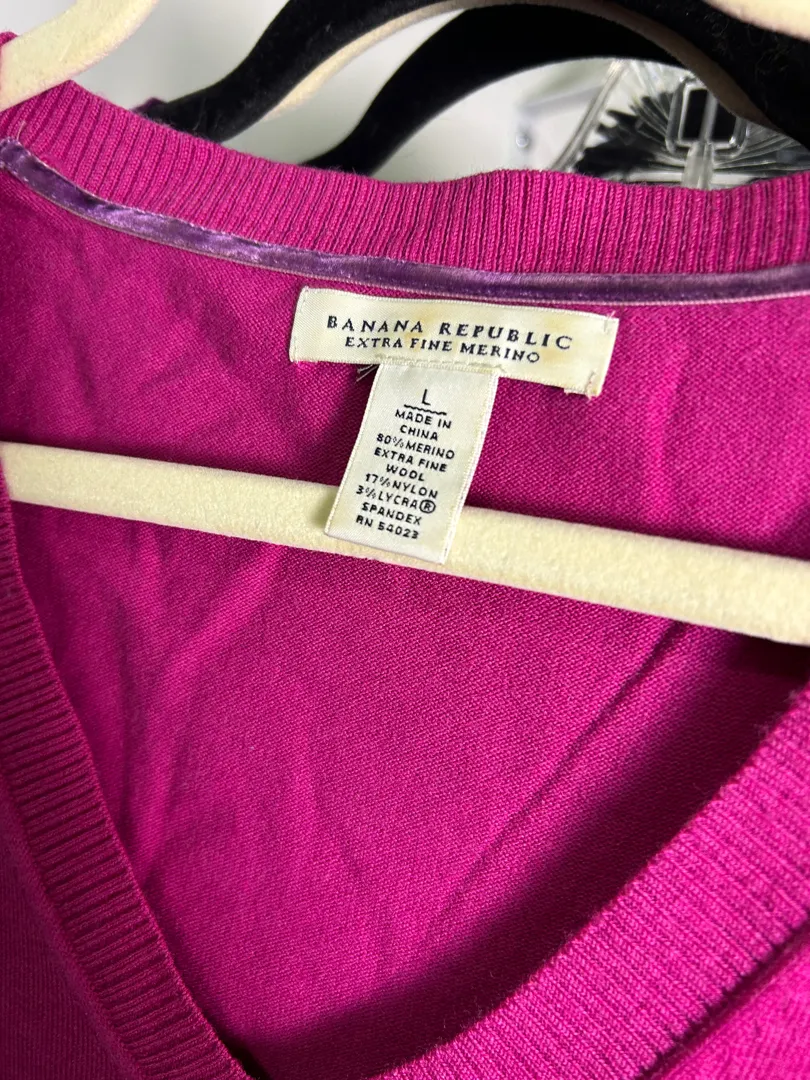 BANANA REPUBLIC
EXTRA FINE MERINO
L
MADE IN
CHINA
80% MERINO
EXTRA FINE
WOOL
17% NYLON
3% LYCRA®
SPANDEX
RN 54023